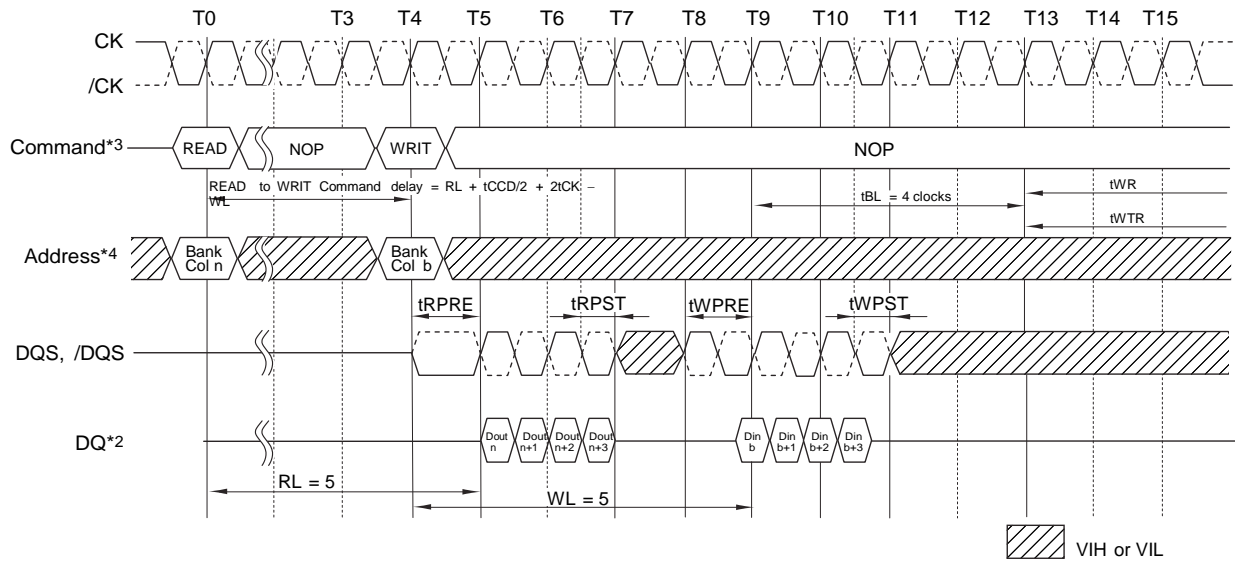 T0 T3 T4 T5 T6 T7 T8 T9 T10 T11 T12 T13 T14 T15
CK
/CK
Command*3 READ NOP WRIT NOP
READ to WRIT Command delay = RL + tCCD/2 + 2tCK −
WL
tBL = 4 clocks
tWR
tWTR
Address*4
Bank
Col n
Bank
Col b
tRPRE tRPST tWPRE tWPST
DQS, /DQS
DQ*2
Dout
n
Dout
n+1
Dout
n+2
Dout
n+3
Din
b
Din
b+1
Din
b+2
Din
b+3
RL = 5
WL = 5
VIH or VIL